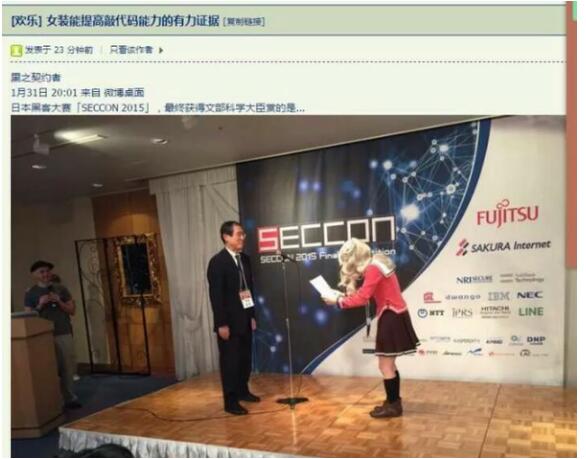 [欢乐] 女装能提高敲代码能力的有力证据 [复制链接]
发表于 23 分钟前 | 只看该作者
黑之契约者
1月31日 20:01 来自 微博桌面
日本黑客大赛「SECCON 2015」，最终获得文部科学大臣赏的是...
SECCON
SECCON 2015 Final
FUJITSU
SAKURA Internet
NRI SECURE
dwango
IBM
NEC
NTT
JPRS
HITACHI
LINE
DNP